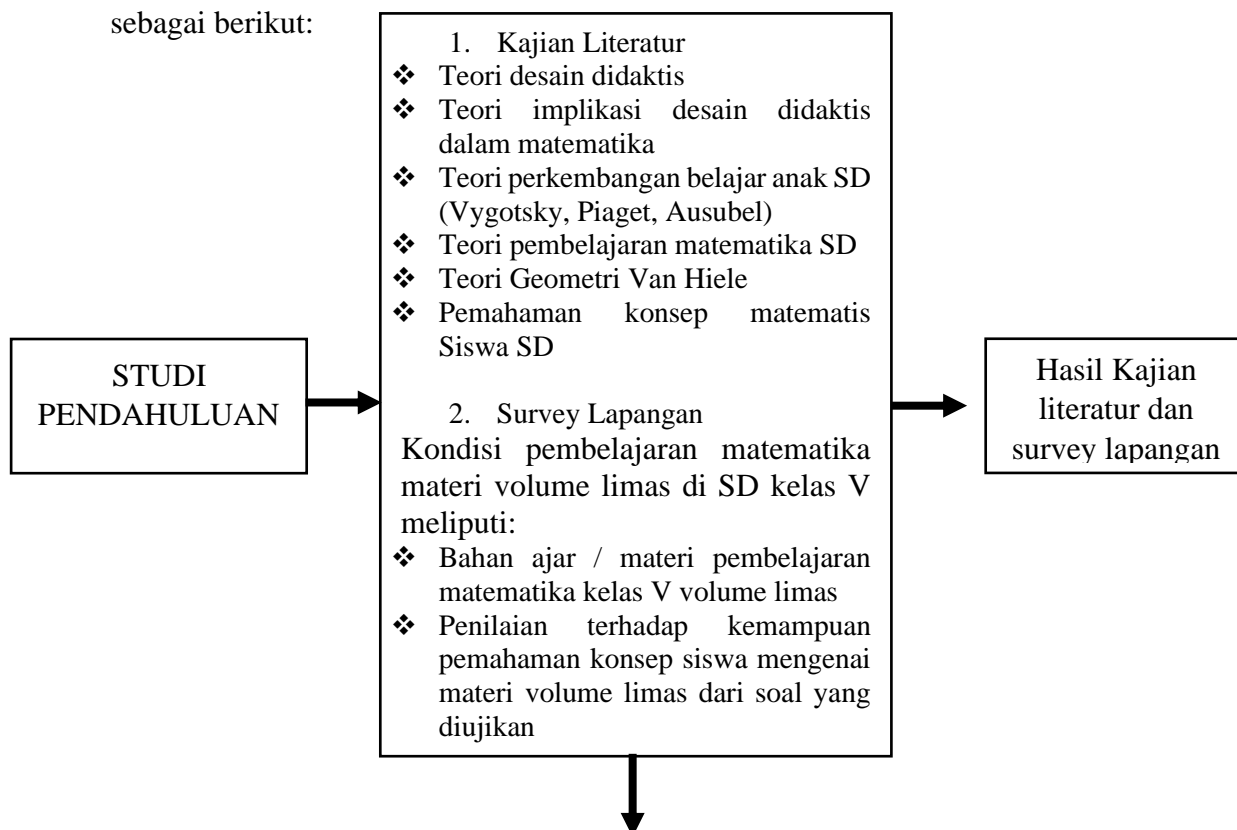 sebagai berikut:
STUDI
PENDAHULUAN
1. Kajian Literatur
❖ Teori desain didaktis
❖ Teori implikasi desain didaktis
dalam matematika
❖ Teori perkembangan belajar anak SD
(Vygotsky, Piaget, Ausubel)
❖ Teori pembelajaran matematika SD
❖ Teori Geometri Van Hiele
❖ Pemahaman konsep matematis
Siswa SD
2. Survey Lapangan
Kondisi pembelajaran matematika
materi volume limas di SD kelas V
meliputi:
❖ Bahan ajar / materi pembelajaran
matematika kelas V volume limas
❖ Penilaian terhadap kemampuan
pemahaman konsep siswa mengenai
materi volume limas dari soal yang
diujikan
Hasil Kajian
literatur dan
survey lapangan